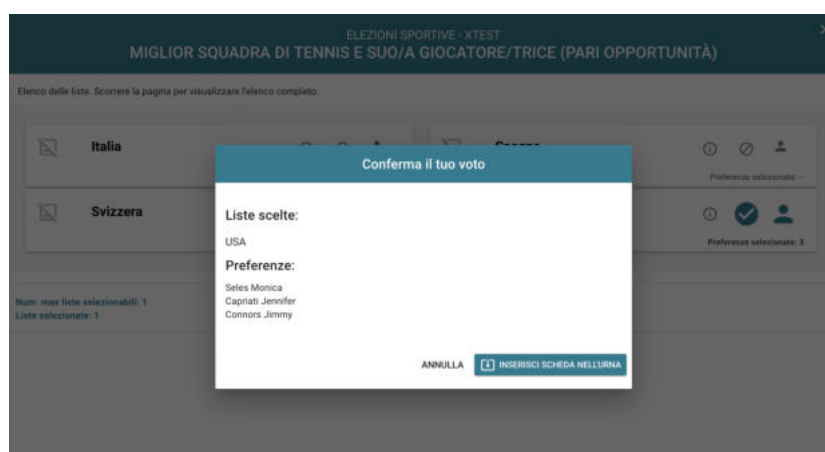 ELEZIONI SPORTIVE - XTEST
MIGLIOR SQUADRA DI TENNIS E SUO/A GIOCATORE/TRICE (PARI OPPORTUNITÀ)
Elenco delle liste. Scorrere la pagina per visualizzare l'elenco completo.
Italia
Preferenze selezionate: --
Svizzera
Preferenze selezionate: 3
Num. max liste selezionabili: 1
Liste selezionate: 1
Conferma il tuo voto
Liste scelte:
USA
Preferenze:
Seles Monica
Capriati Jennifer
Connors Jimmy
ANNULLA INSERISCI SCHEDA NELL'URNA